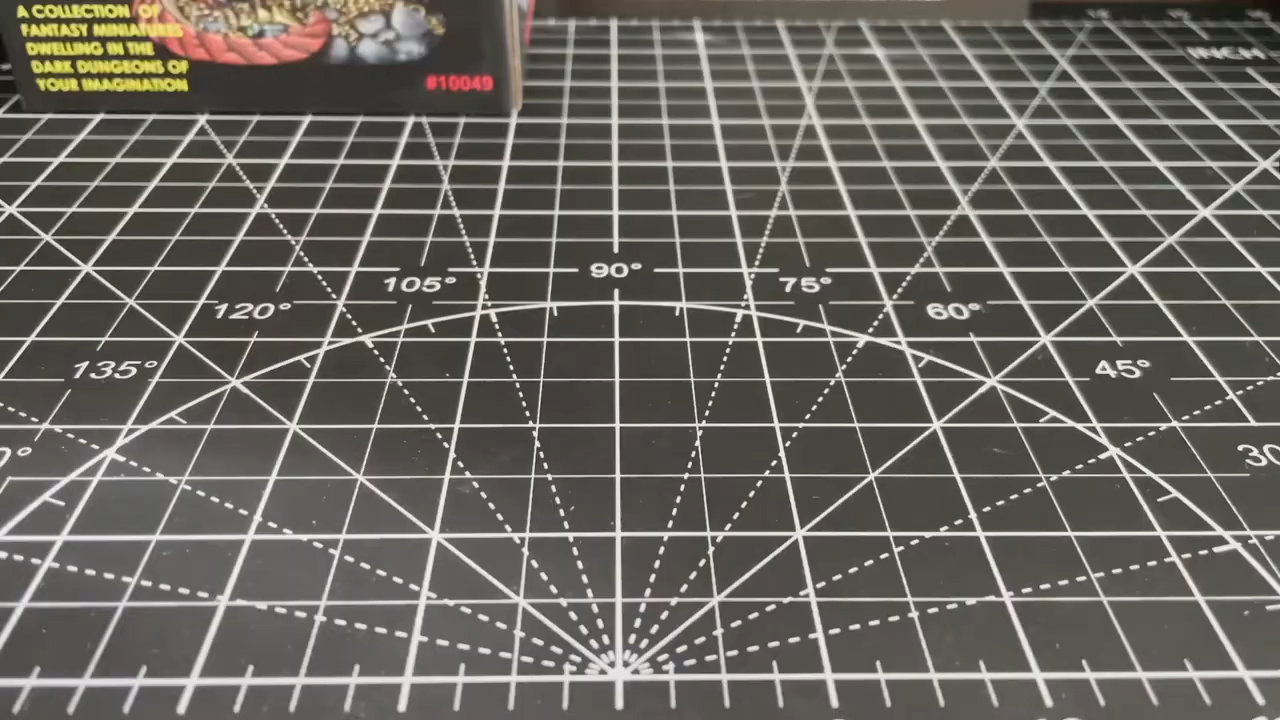 A COLLECTION OF
FANTASY MINIATURES
DWELLING IN THE
DARK DUNGEONS OF
YOUR IMAGINATION
#10049
INCH
90°
105°
75°
120°
60°
135°
45°